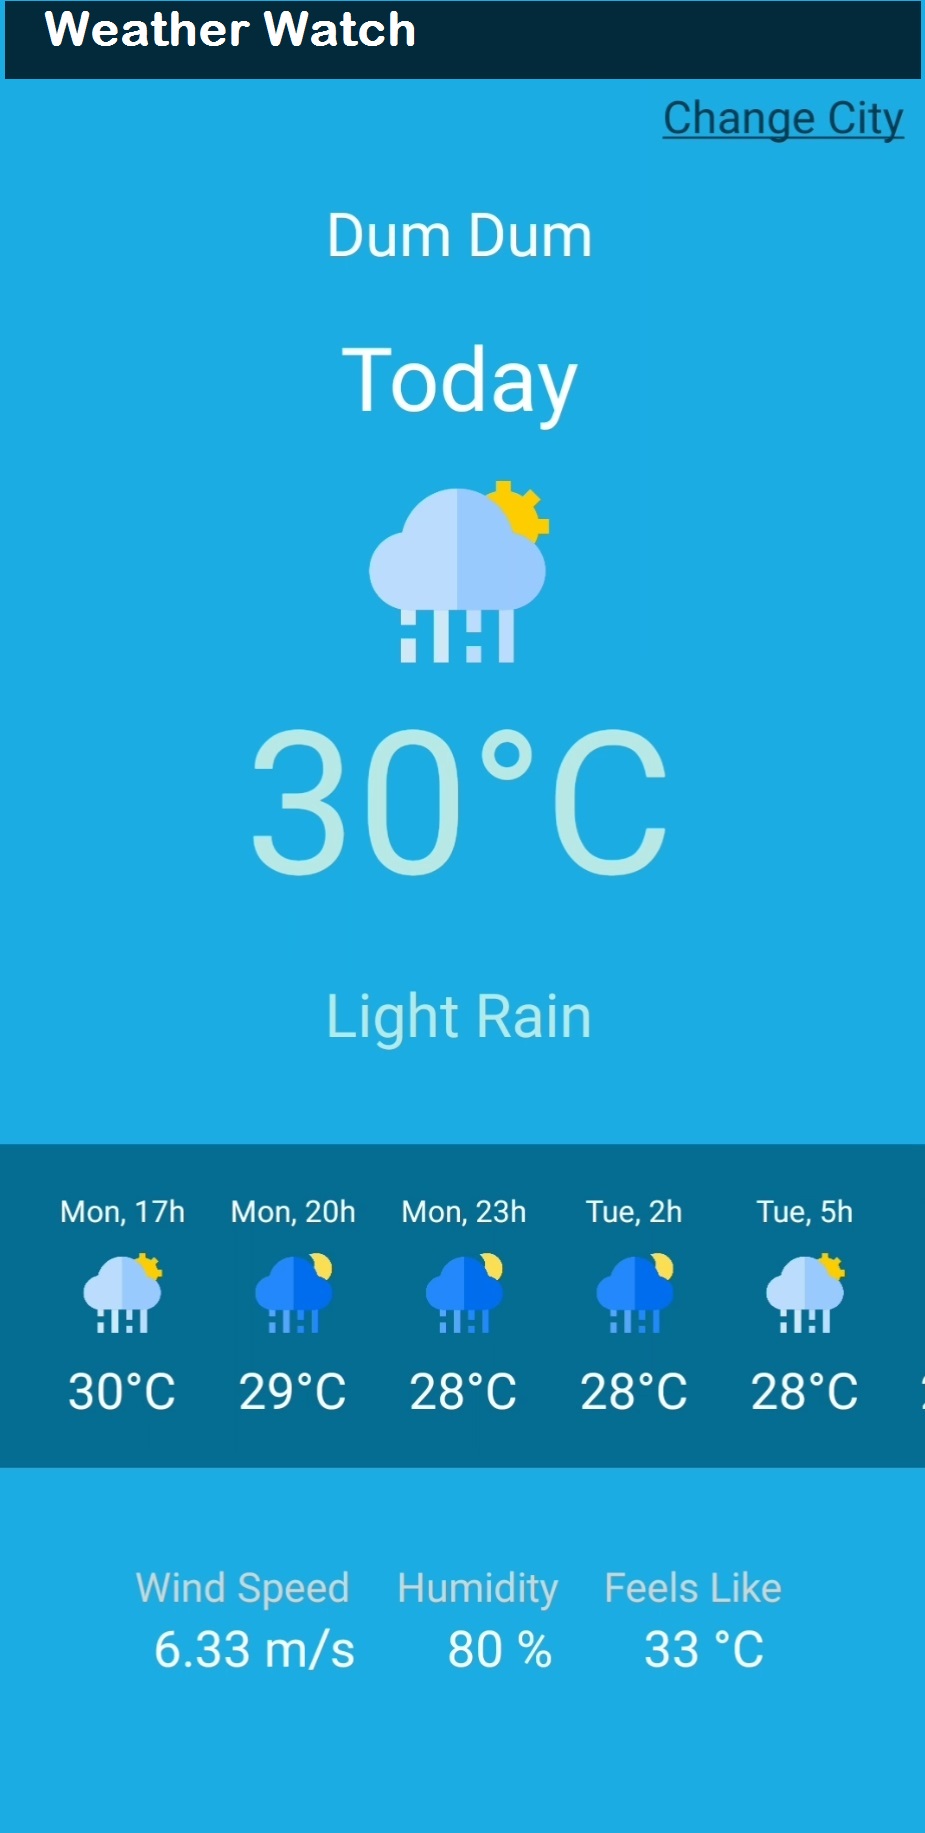 Weather Watch
Change City
Dum Dum
Today
30°C
Light Rain
Mon, 17h Mon, 20h Mon, 23h Tue, 2h Tue, 5h
30°C 29°C 28°C 28°C 28°C
Wind Speed Humidity Feels Like
6.33 m/s 80 % 33 °C